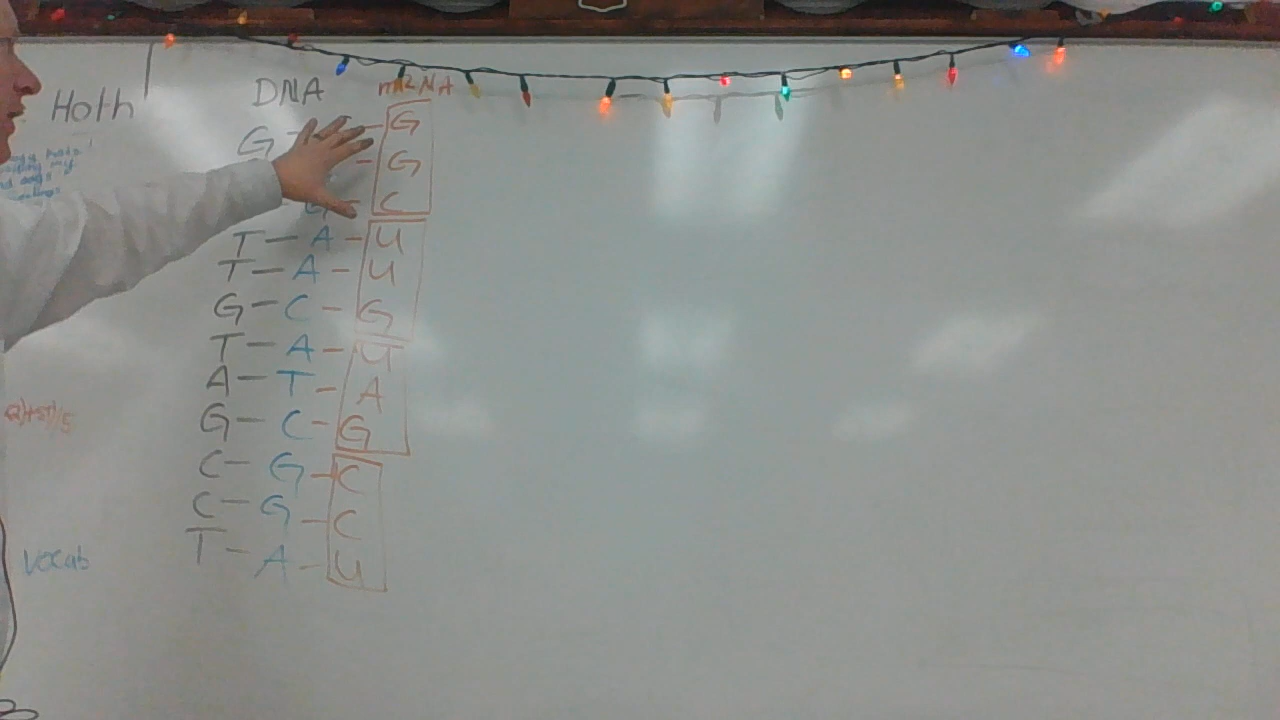 Hoth
DNA mRNA
G - G
- G
G - C
T - A - U
T - A - U
G - C - G
T - A - U
A - T - A
G - C - G
C - G - C
C - G - C
T - A - U
Vocab